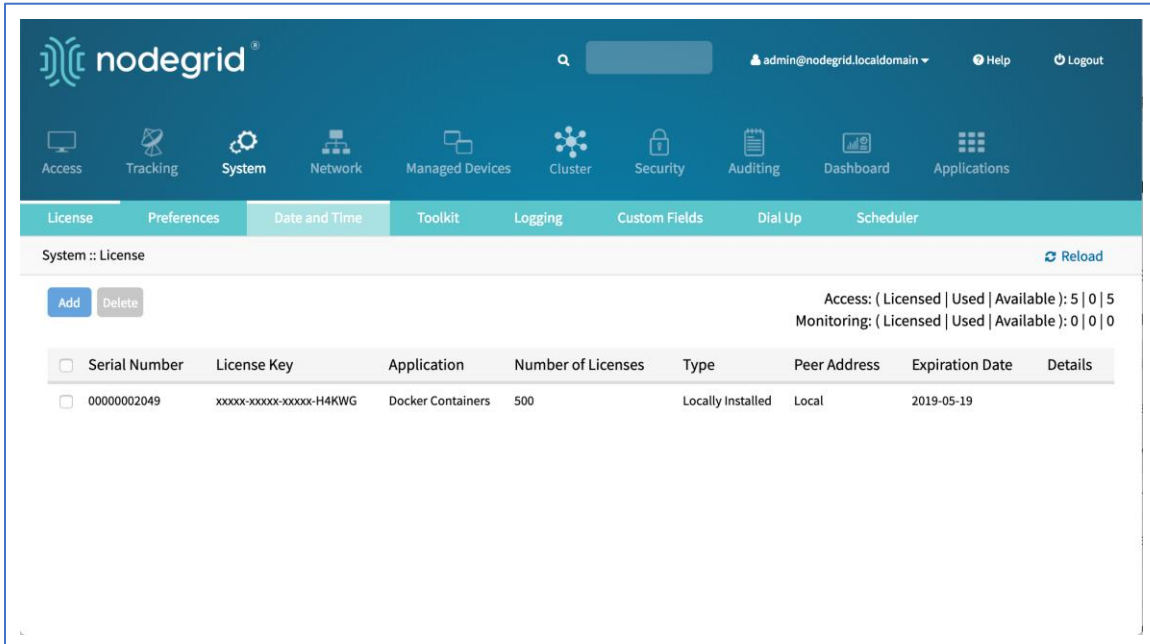 nodegrid®
admin@nodegrid.localdomain
Help
Logout
Access Tracking System Network Managed Devices Cluster Security Auditing Dashboard Applications
License Preferences Date and Time Toolkit Logging Custom Fields Dial Up Scheduler
System :: License
Reload
Add Delete
Access: ( Licensed | Used | Available ): 5 | 0 | 5
Monitoring: ( Licensed | Used | Available ): 0 | 0 | 0
Serial Number License Key Application Number of Licenses Type Peer Address Expiration Date Details
00000002049 xxxxx-xxxxx-xxxxx-H4KWG Docker Containers 500 Locally Installed Local 2019-05-19